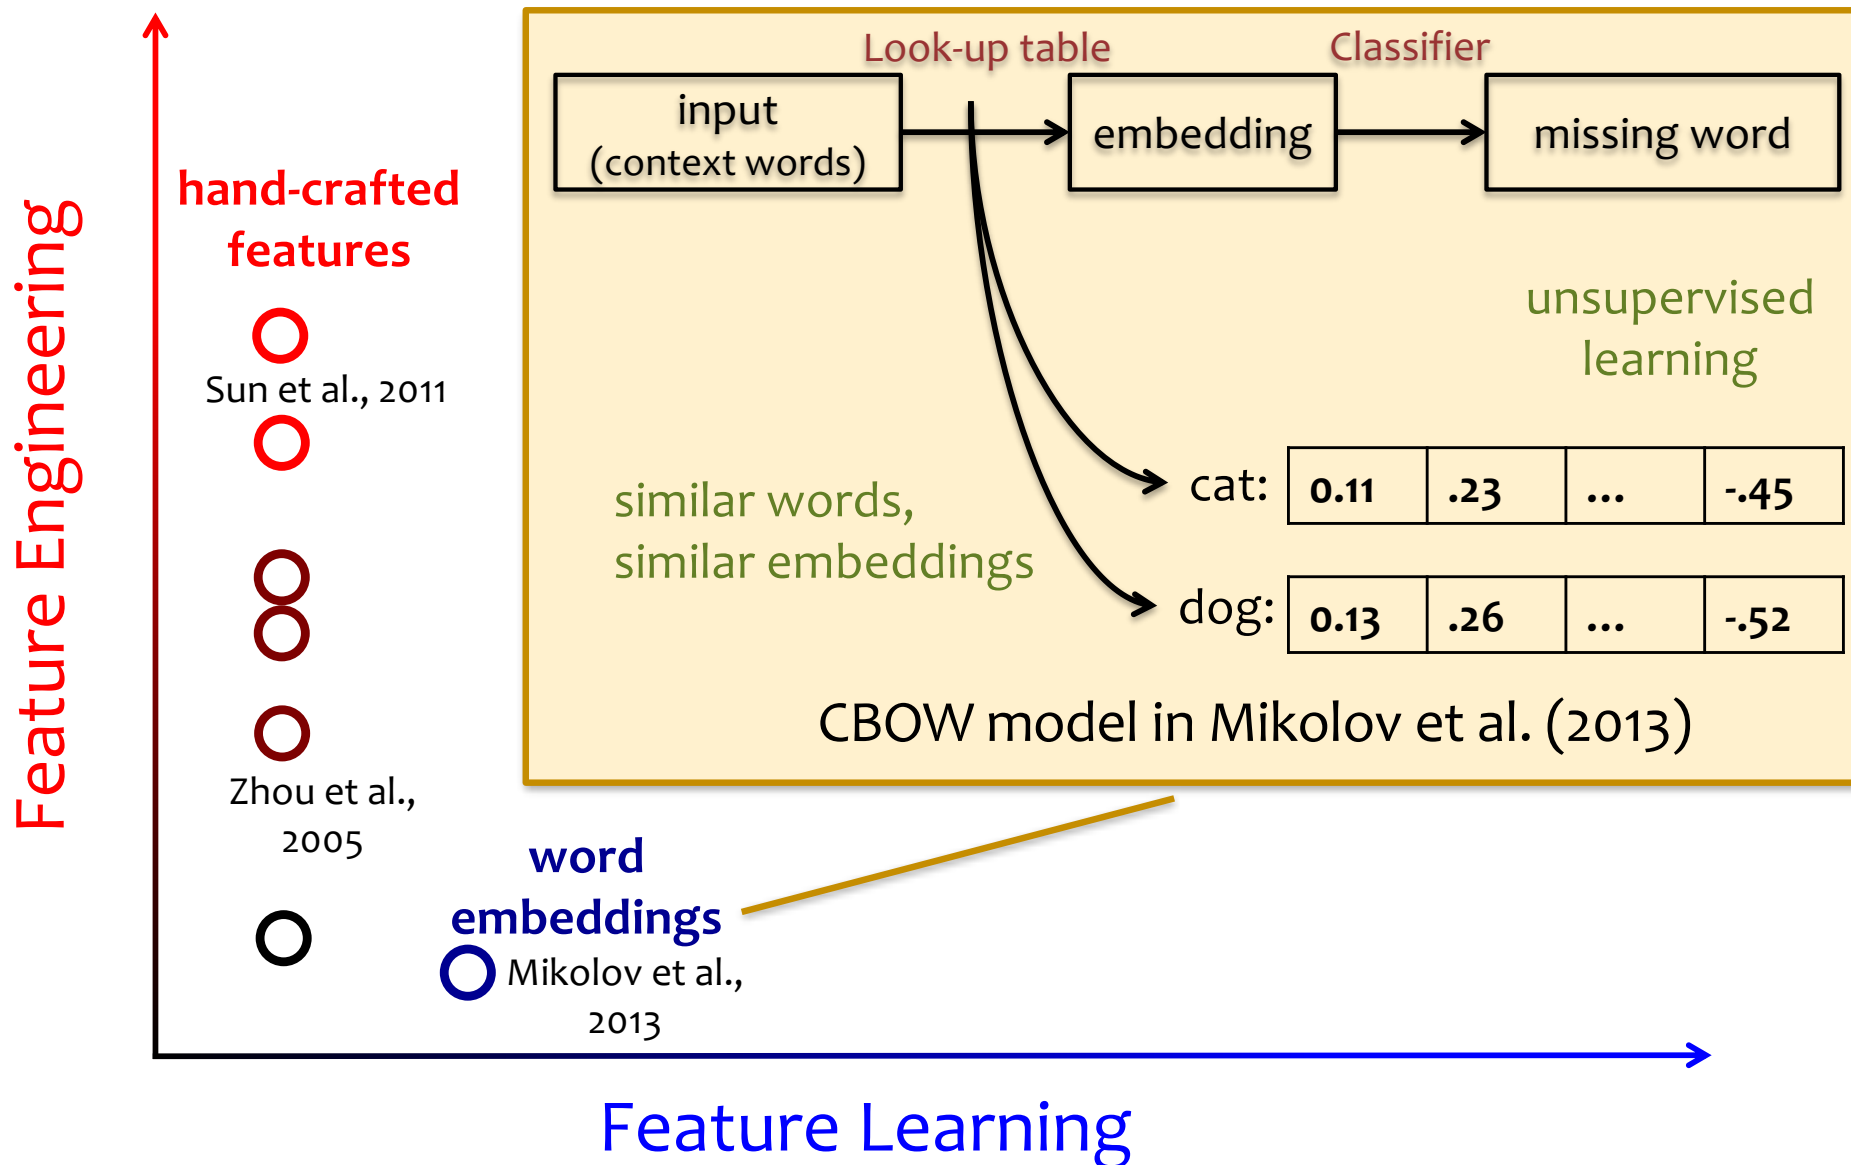 Feature Engineering
hand-crafted
features
Sun et al., 2011
Zhou et al.,
2005
word
embeddings
Mikolov et al.,
2013
Feature Learning
Look-up table
Classifier
input
(context words)
embedding
missing word
unsupervised
learning
similar words,
similar embeddings
cat: 0.11 .23 ... -.45
dog: 0.13 .26 ... -.52
CBOW model in Mikolov et al. (2013)